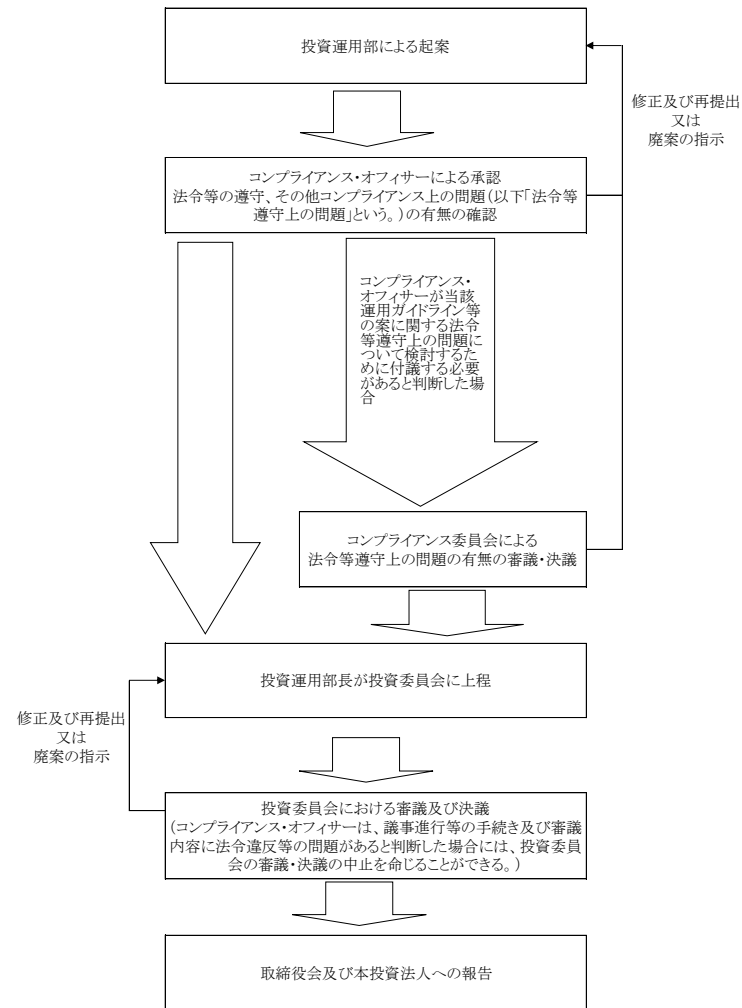 投資運用部による起案
修正及び再提出
又は
廃案の指示
コンプライアンス・オフィサーによる承認
法令等の遵守、その他コンプライアンス上の問題(以下「法令等
遵守上の問題」という。)の有無の確認
コンプライアンス・
オフィサーが当該
運用ガイドライン等
の案に関する法令
等遵守上の問題に
ついて検討するた
めに付議する必要
があると判断した場
合
コンプライアンス委員会による
法令等遵守上の問題の有無の審議・決議
投資運用部長が投資委員会に上程
修正及び再提出
又は
廃案の指示
投資委員会における審議及び決議
(コンプライアンス・オフィサーは、議事進行等の手続き及び審議
内容に法令違反等の問題があると判断した場合には、投資委員
会の審議・決議の中止を命じることができる。)
取締役会及び本投資法人への報告